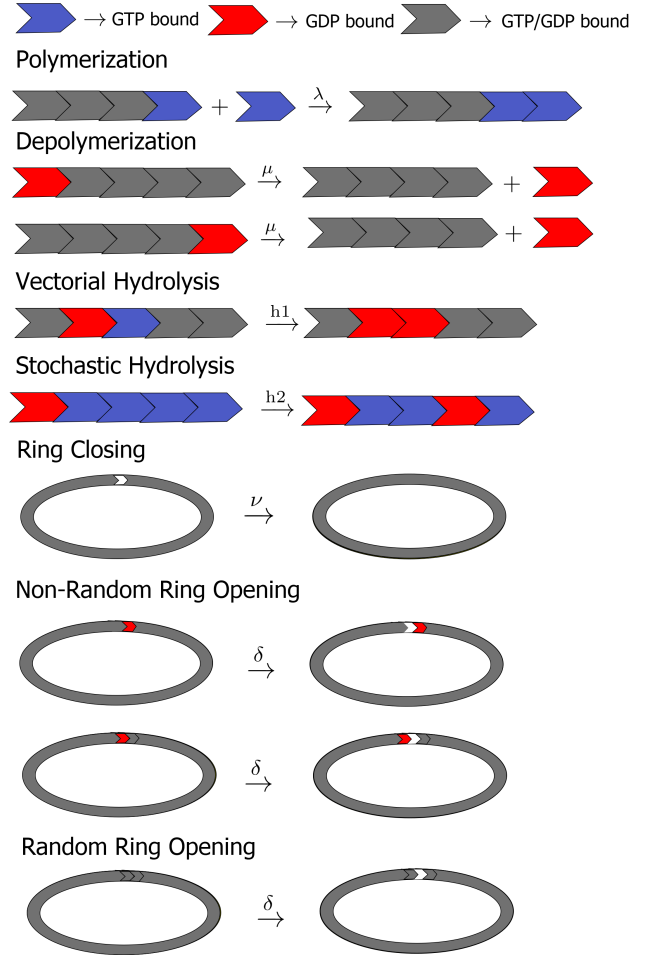 → GTP bound → GDP bound → GTP/GDP bound
Polymerization
+ λ →
Depolymerization
μ → +
μ → +
Vectorial Hydrolysis
h1 →
Stochastic Hydrolysis
h2 →
Ring Closing
ν →
Non-Random Ring Opening
δ →
δ →
Random Ring Opening
δ →